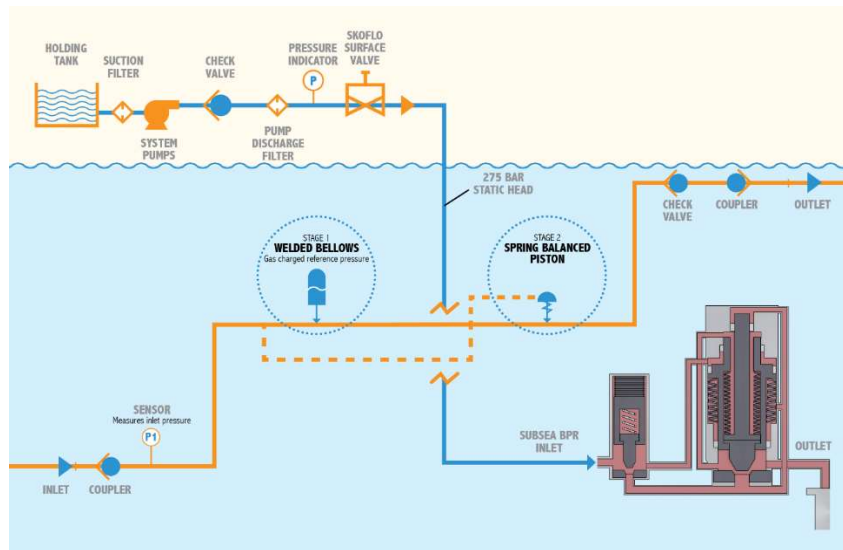 HOLDING
TANK
SUCTION
FILTER
CHECK
VALVE
PRESSURE
INDICATOR
SKOFLO
SURFACE
VALVE
P
SYSTEM
PUMPS
PUMP
DISCHARGE
FILTER
275 BAR
STATIC HEAD
CHECK
VALVE
COUPLER
OUTLET
STAGE 1
WELDED BELLOWS
Gas charged reference pressure
STAGE 2
SPRING BALANCED
PISTON
SENSOR
Measures inlet pressure
P1
INLET
COUPLER
SUBSEA BPR
INLET
OUTLET